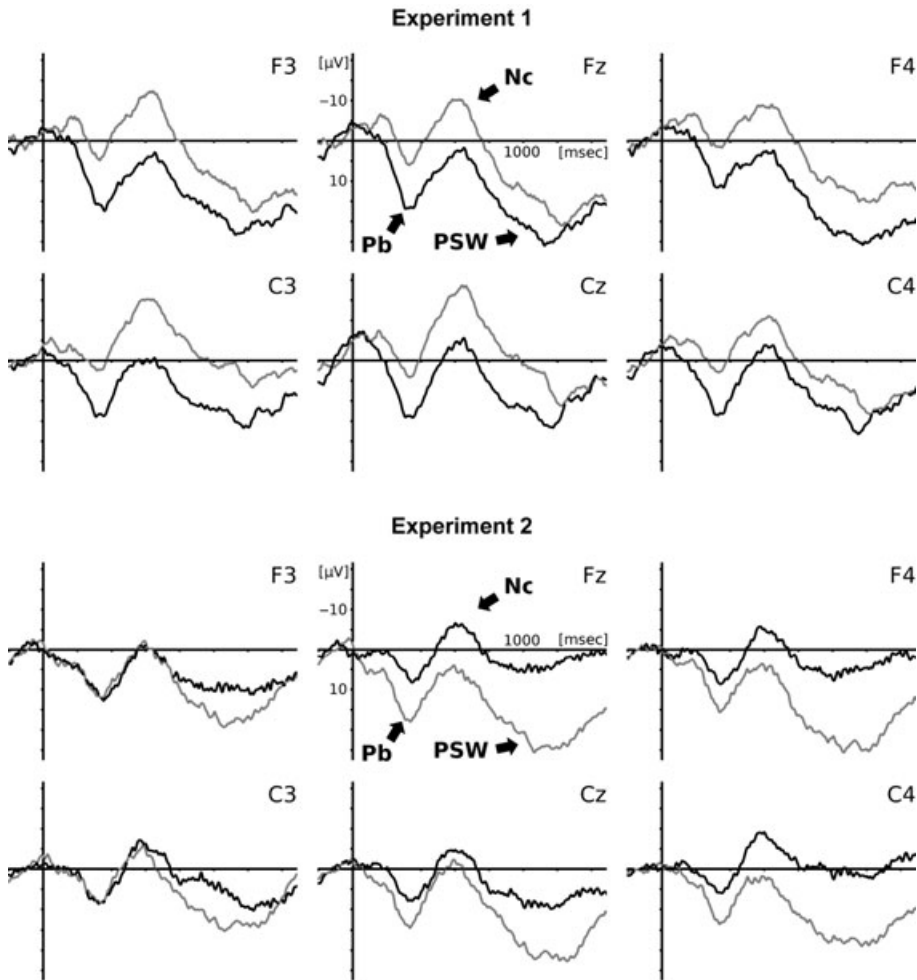 Experiment 1
F3
[µV]
Nc
Fz
F4
−10
1000 [msec]
10
Pb
PSW
C3
Cz
C4
Experiment 2
F3
[µV]
Nc
Fz
F4
−10
1000 [msec]
10
Pb
PSW
C3
Cz
C4